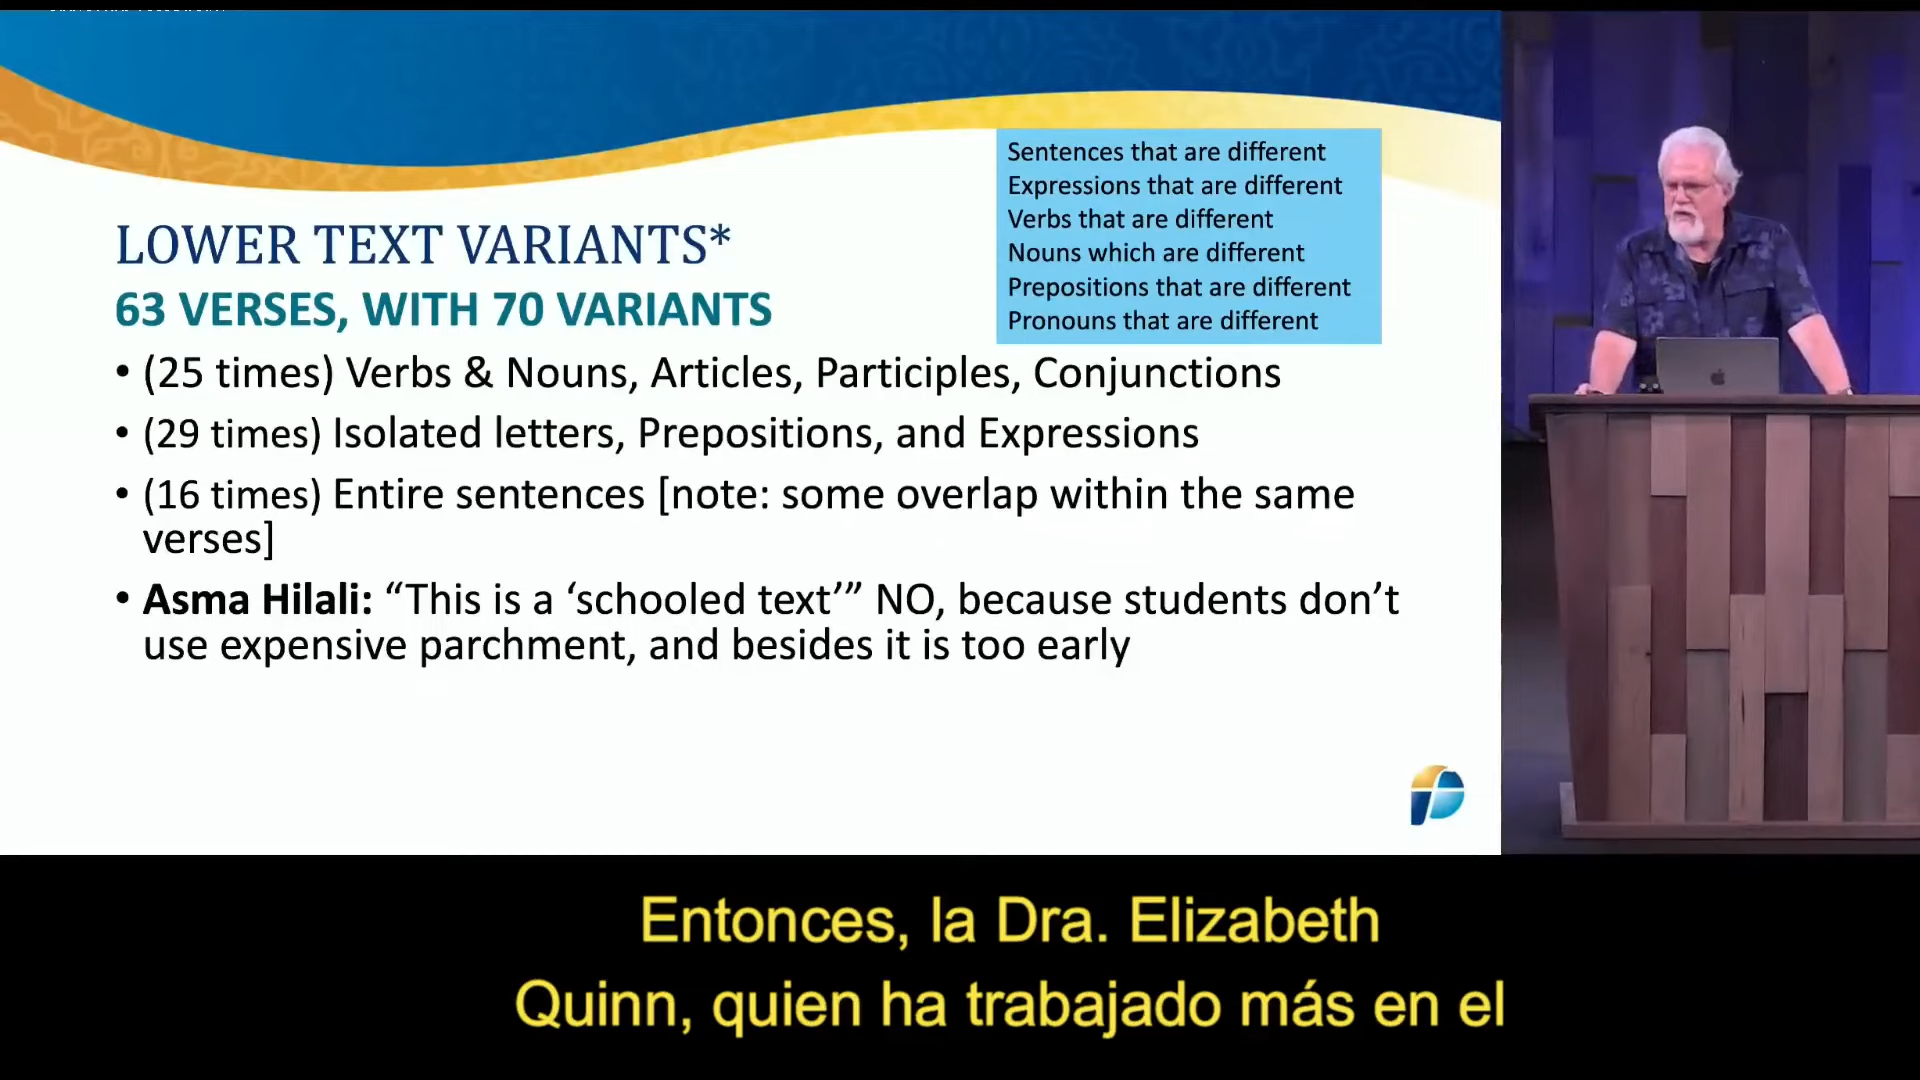 LOWER TEXT VARIANTS*
63 VERSES, WITH 70 VARIANTS
Sentences that are different
Expressions that are different
Verbs that are different
Nouns which are different
Prepositions that are different
Pronouns that are different
• (25 times) Verbs & Nouns, Articles, Participles, Conjunctions
• (29 times) Isolated letters, Prepositions, and Expressions
• (16 times) Entire sentences [note: some overlap within the same
verses]
• Asma Hilali: “This is a ‘schooled text’” NO, because students don’t
use expensive parchment, and besides it is too early
Entonces, la Dra. Elizabeth
Quinn, quien ha trabajado más en el